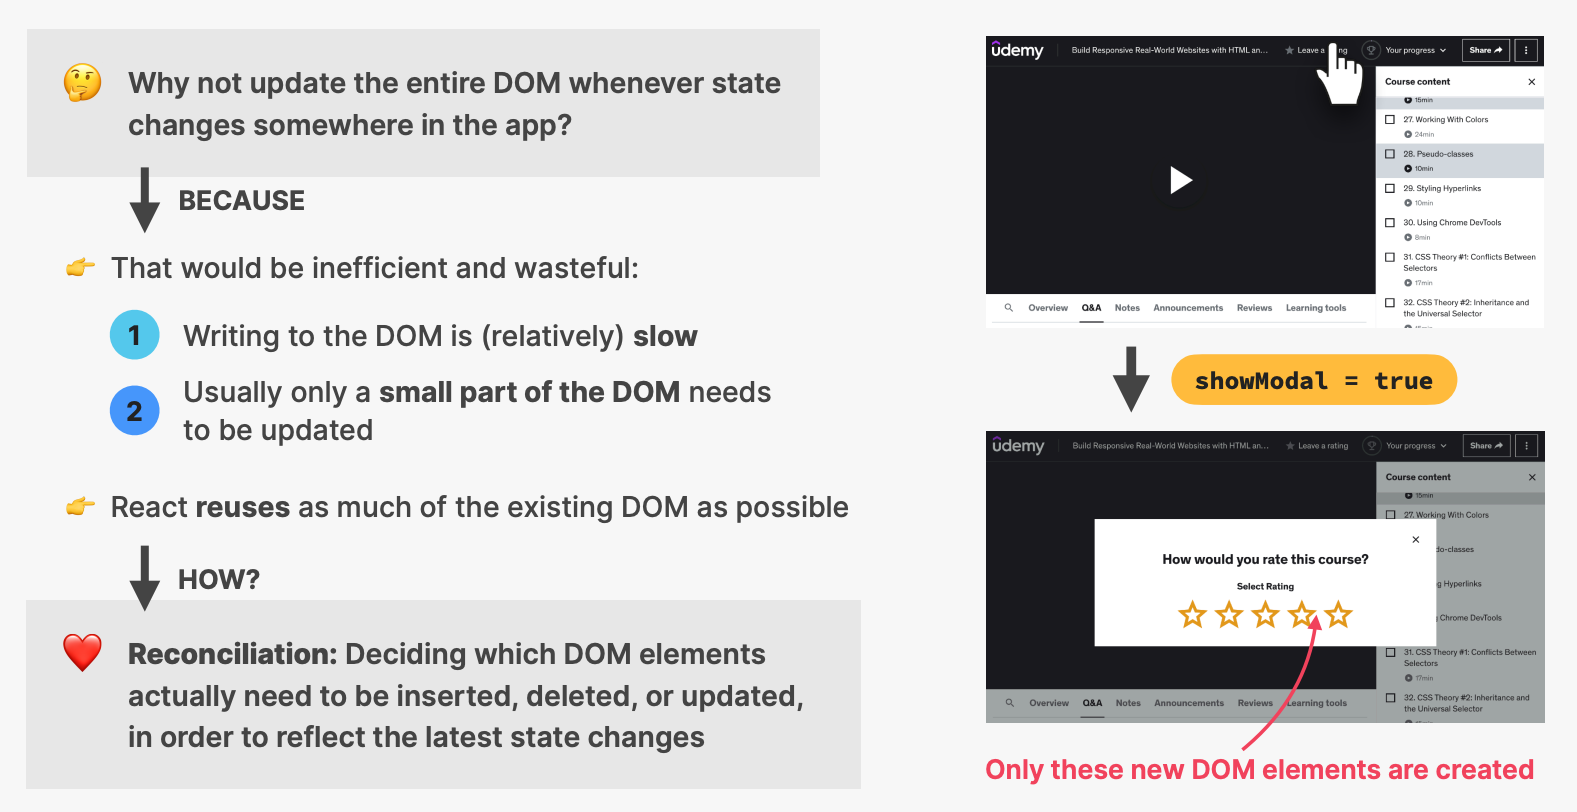 Why not update the entire DOM whenever state
changes somewhere in the app?
BECAUSE
That would be inefficient and wasteful:
1 Writing to the DOM is (relatively) slow
2 Usually only a small part of the DOM needs
to be updated
React reuses as much of the existing DOM as possible
HOW?
Reconciliation: Deciding which DOM elements
actually need to be inserted, deleted, or updated,
in order to reflect the latest state changes
ûdemy Build Responsive Real-World Websites with HTML an... Leave a ng Your progress Share
Course content
15min
27. Working With Colors
24min
28. Pseudo-classes
10min
29. Styling Hyperlinks
10min
30. Using Chrome DevTools
8min
31. CSS Theory #1: Conflicts Between
Selectors
17min
32. CSS Theory #2: Inheritance and
the Universal Selector
Overview Q&A Notes Announcements Reviews Learning tools
showModal = true
ûdemy Build Responsive Real-World Websites with HTML an... Leave a rating Your progress Share
Course content
15min
27. Working With Colors
do-classes
g Hyperlinks
Chrome DevTools
31. CSS Theory #1: Conflicts Between
Selectors
17min
32. CSS Theory #2: Inheritance and
the Universal Selector
How would you rate this course?
Select Rating
Overview Q&A Notes Announcements Reviews Learning tools
Only these new DOM elements are created